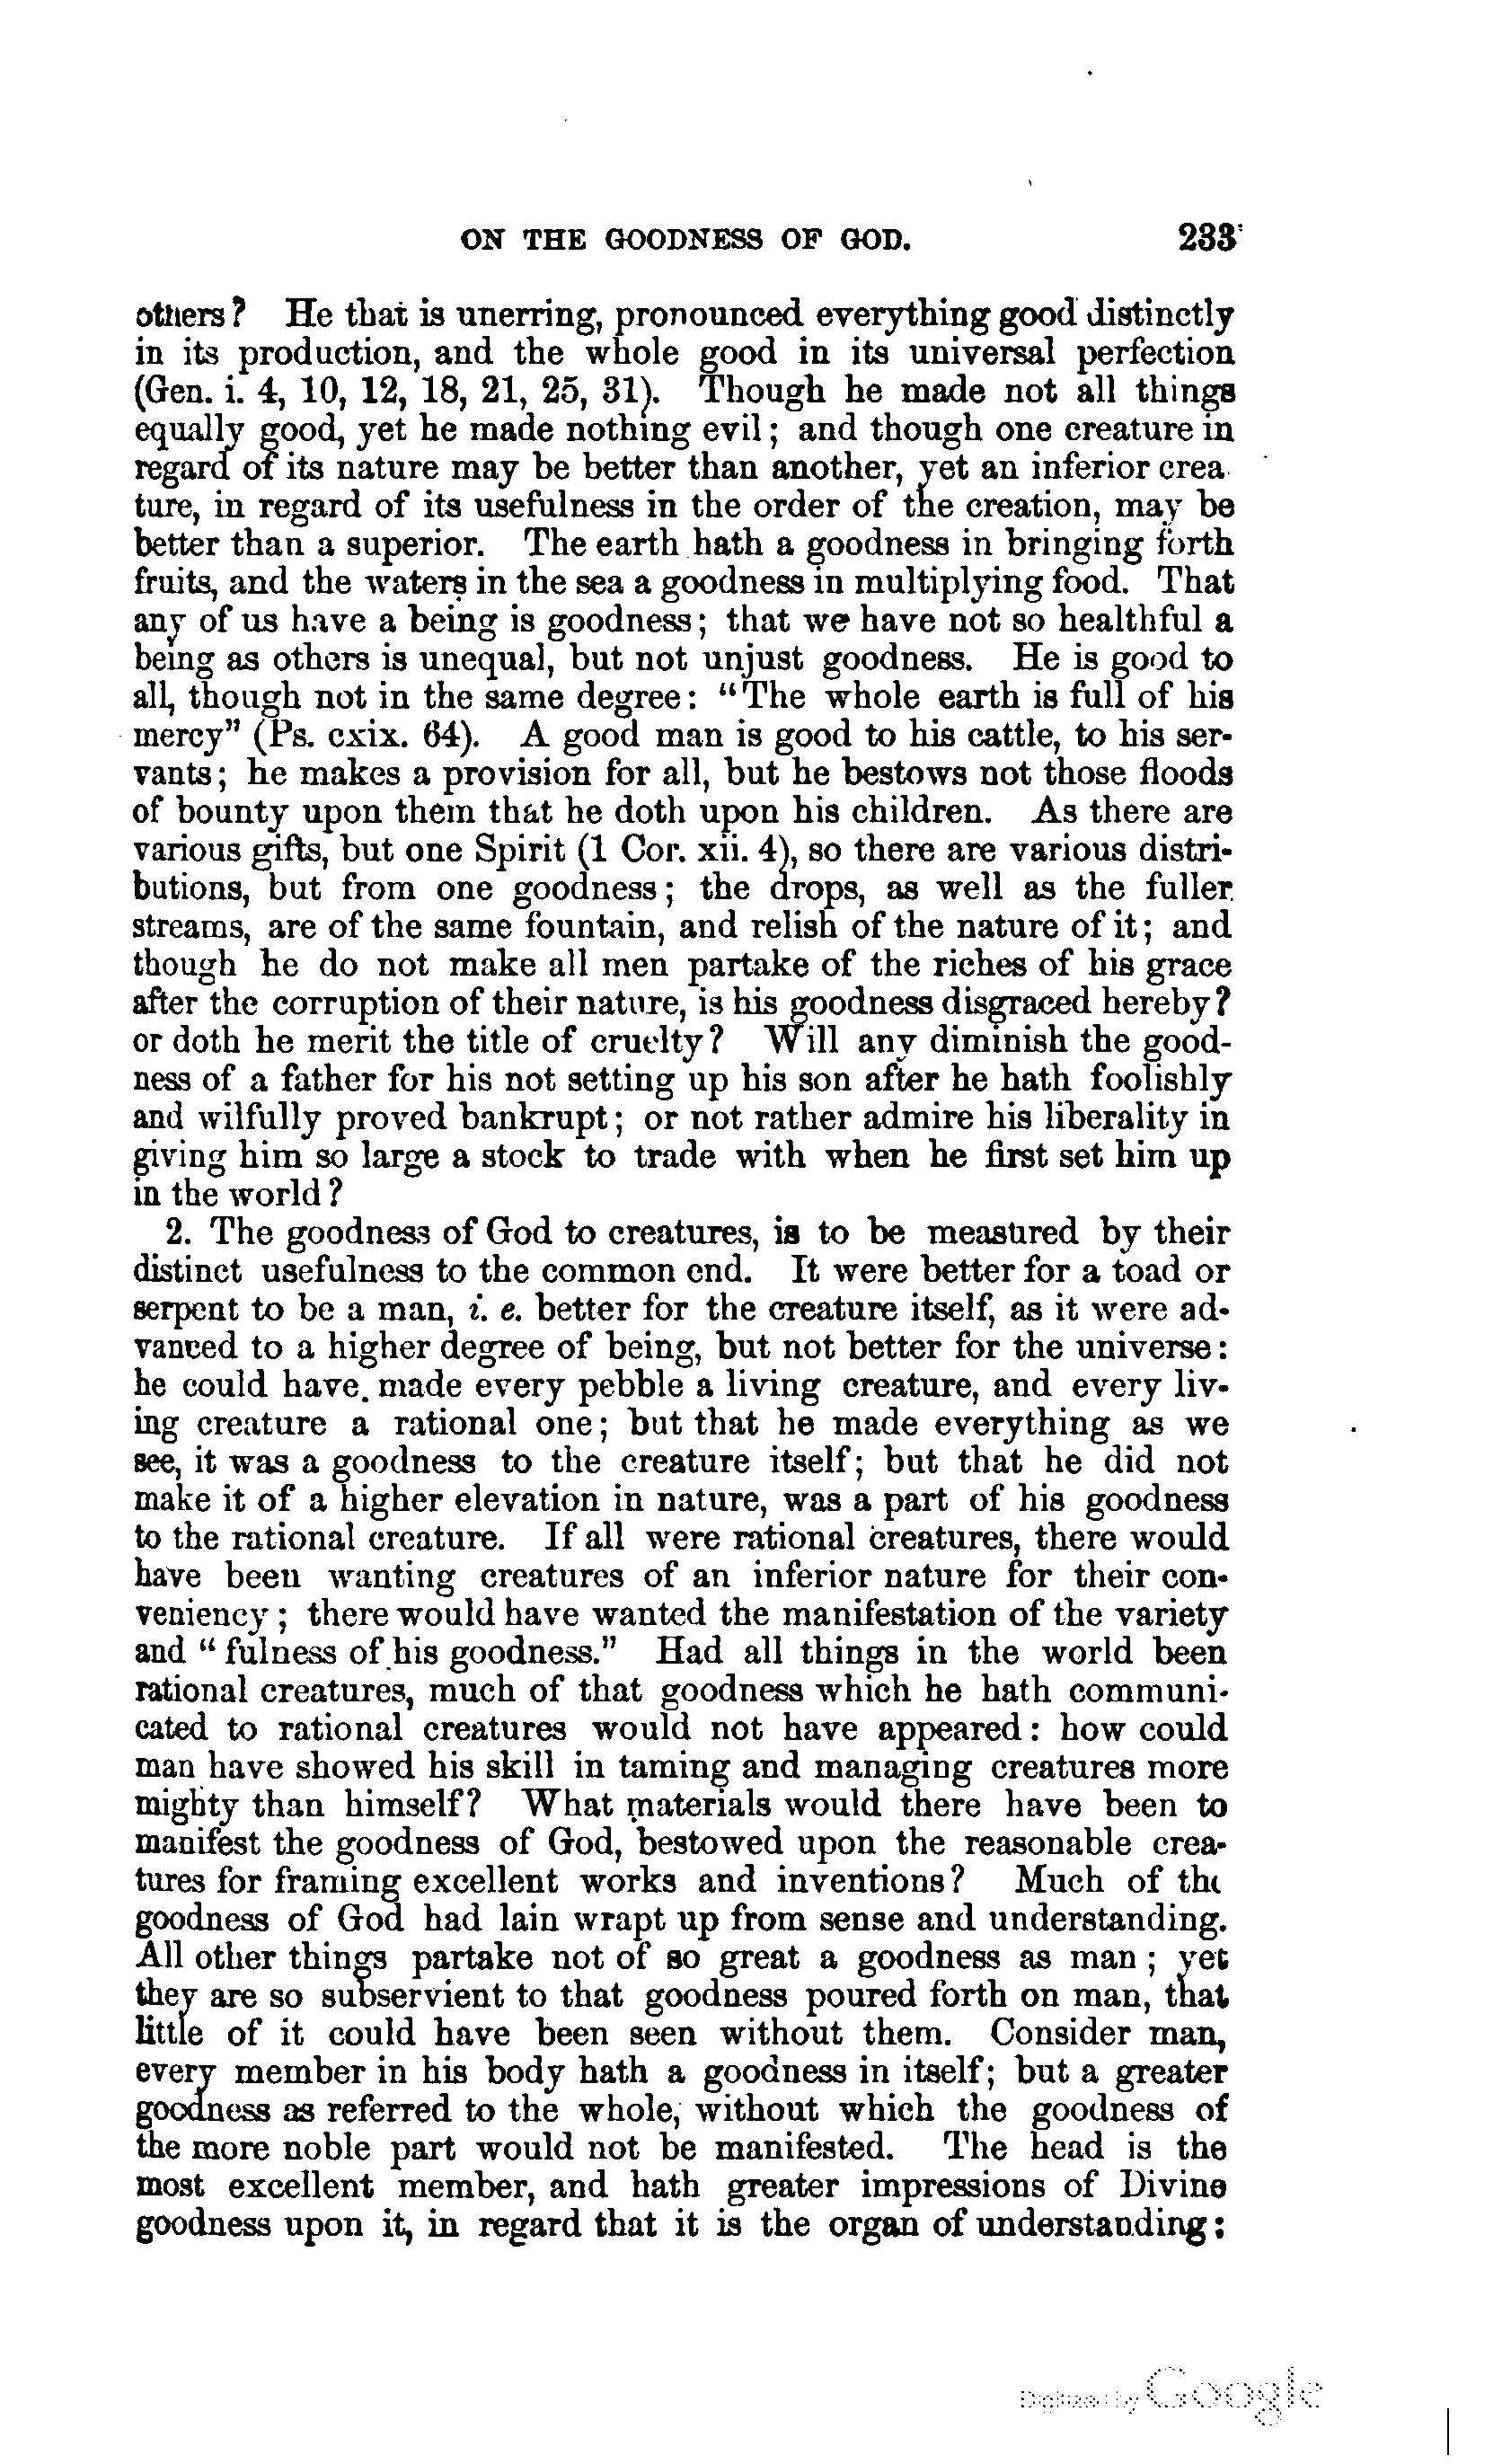 ON THE GOODNESS OF GOD. 233
others? He that is unerring, pronounced everything good distinctly
in its production, and the whole good in its universal perfection
(Gen. i. 4, 10, 12, 18, 21, 25, 31). Though he made not all things
equally good, yet he made nothing evil; and though one creature in
regard of its nature may be better than another, yet an inferior crea-
ture, in regard of its usefulness in the order of the creation, may be
better than a superior. The earth hath a goodness in bringing forth
fruits, and the waters in the sea a goodness in multiplying food. That
any of us have a being is goodness; that we have not so healthful a
being as others is unequal, but not unjust goodness. He is good to
all, though not in the same degree: "The whole earth is full of his
mercy" (Ps. cxix. 64). A good man is good to his cattle, to his ser-
vants; he makes a provision for all, but he bestows not those floods
of bounty upon them that he doth upon his children. As there are
various gifts, but one Spirit (1 Cor. xii. 4), so there are various distri-
butions, but from one goodness; the drops, as well as the fuller
streams, are of the same fountain, and relish of the nature of it; and
though he do not make all men partake of the riches of his grace
after the corruption of their nature, is his goodness disgraced hereby?
or doth he merit the title of cruelty? Will any diminish the good-
ness of a father for his not setting up his son after he hath foolishly
and wilfully proved bankrupt; or not rather admire his liberality in
giving him so large a stock to trade with when he first set him up
in the world?
2. The goodness of God to creatures, is to be measured by their
distinct usefulness to the common end. It were better for a toad or
serpent to be a man, i. e. better for the creature itself, as it were ad-
vanced to a higher degree of being, but not better for the universe:
he could have made every pebble a living creature, and every liv-
ing creature a rational one; but that he made everything as we
see, it was a goodness to the creature itself; but that he did not
make it of a higher elevation in nature, was a part of his goodness
to the rational creature. If all were rational creatures, there would
have been wanting creatures of an inferior nature for their con-
veniency; there would have wanted the manifestation of the variety
and "fulness of his goodness." Had all things in the world been
rational creatures, much of that goodness which he hath communi-
cated to rational creatures would not have appeared: how could
man have showed his skill in taming and managing creatures more
mighty than himself? What materials would there have been to
manifest the goodness of God, bestowed upon the reasonable crea-
tures for framing excellent works and inventions? Much of the
goodness of God had lain wrapt up from sense and understanding.
All other things partake not of so great a goodness as man; yet
they are so subservient to that goodness poured forth on man, that
little of it could have been seen without them. Consider man,
every member in his body hath a goodness in itself; but a greater
goodness as referred to the whole, without which the goodness of
the more noble part would not be manifested. The head is the
most excellent member, and hath greater impressions of Divine
goodness upon it, in regard that it is the organ of understanding:
Digitized by Google